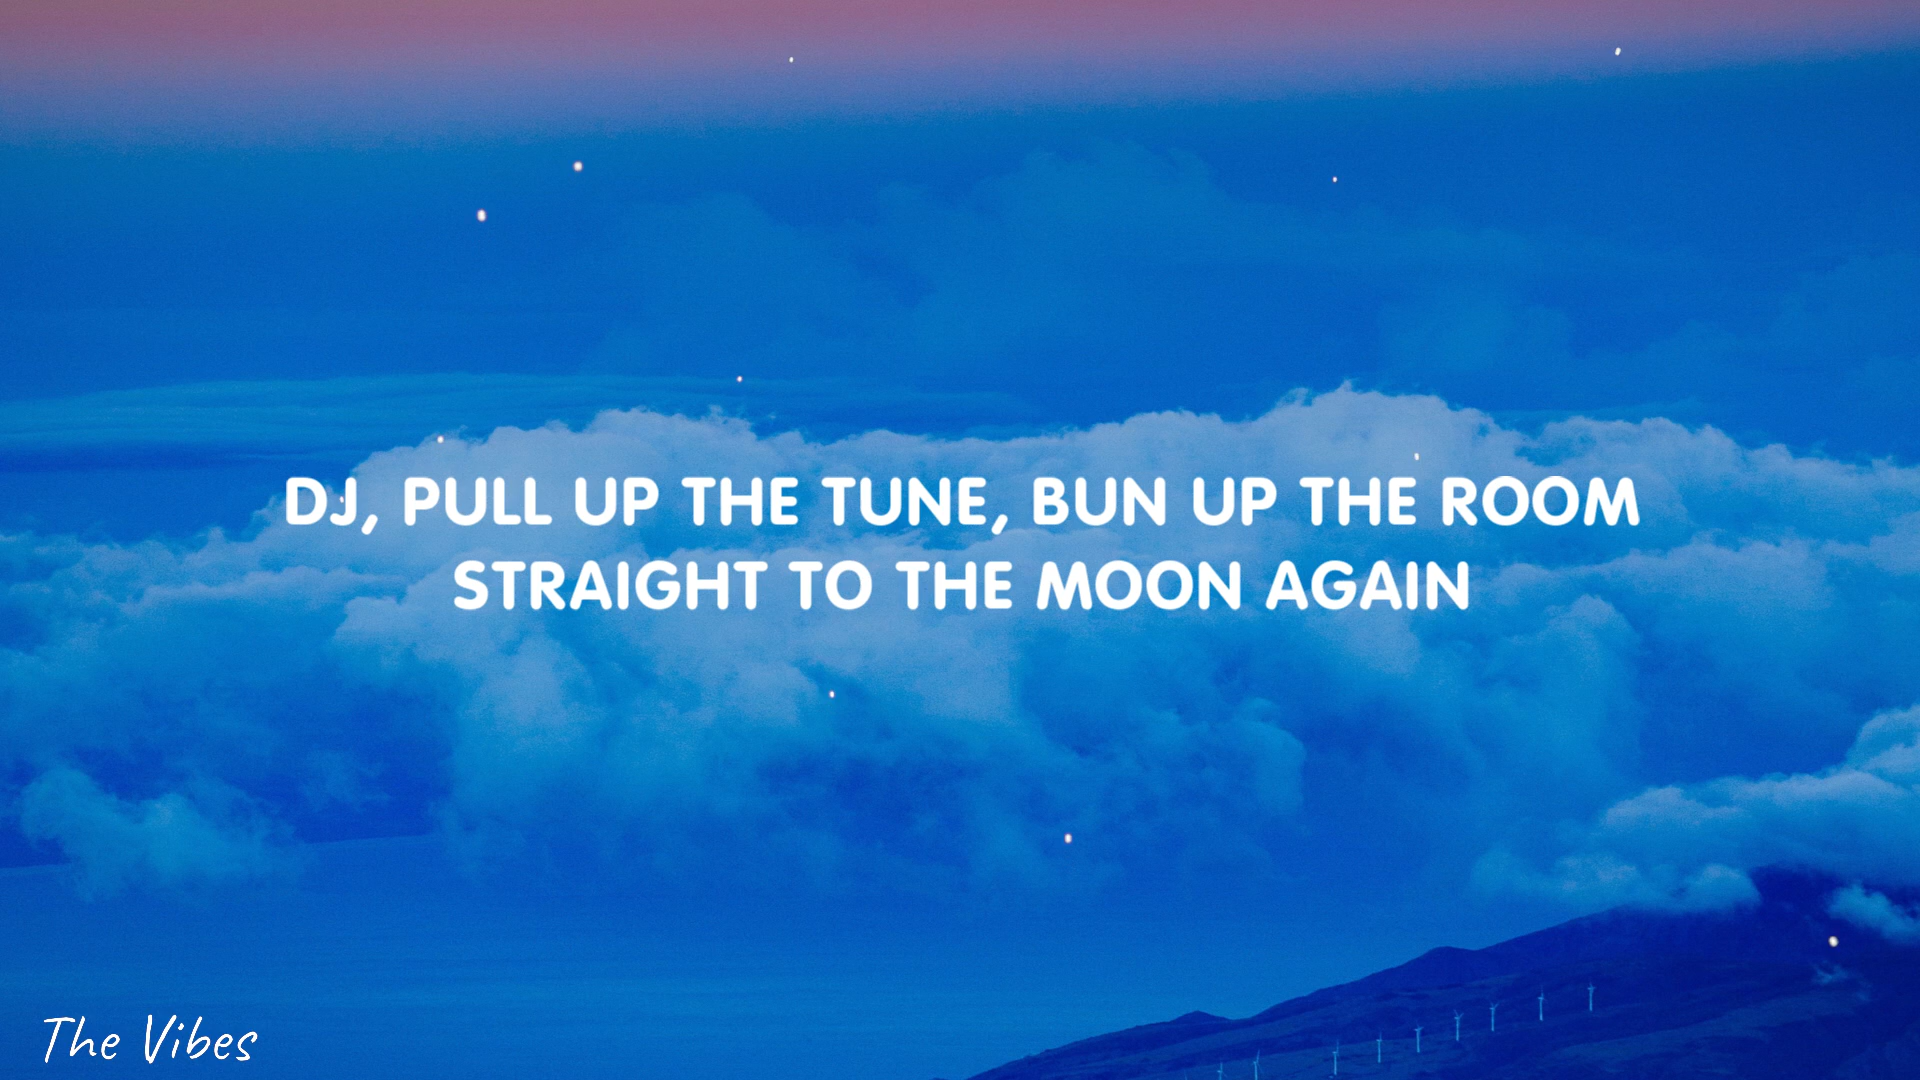 DJ, PULL UP THE TUNE, BUN UP THE ROOM
STRAIGHT TO THE MOON AGAIN
The Vibes